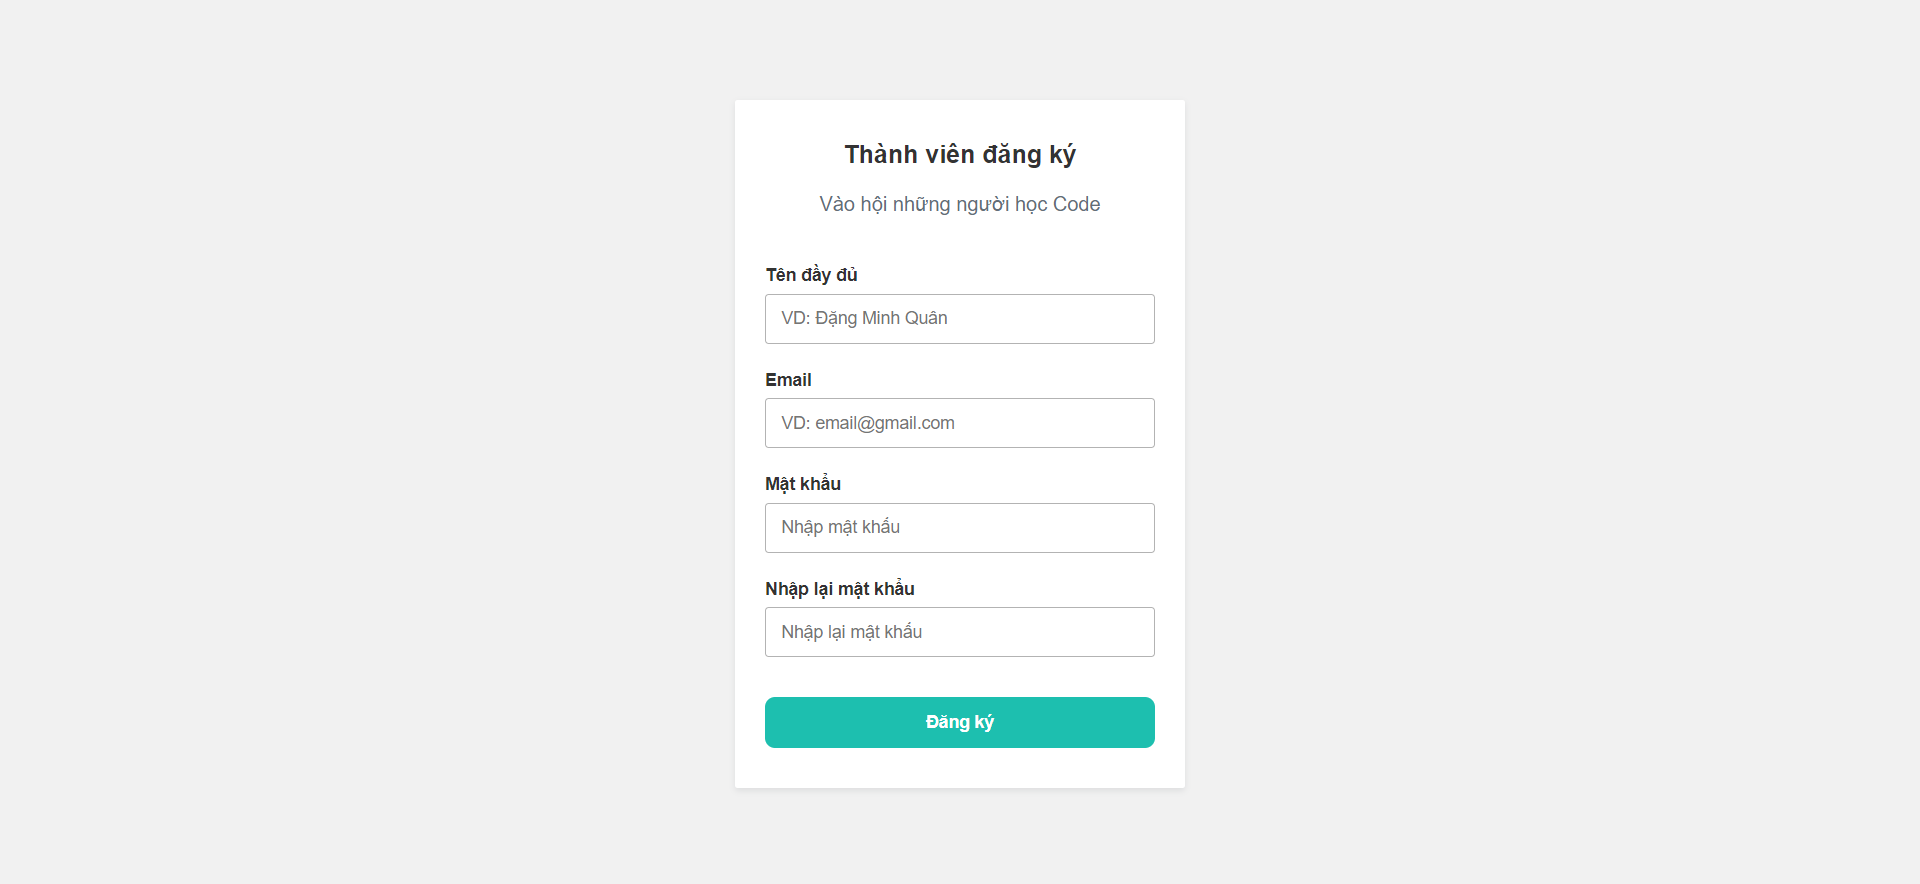 Thành viên đăng ký
Vào hội những người học Code
Tên đầy đủ
VD: Đặng Minh Quân
Email
VD: email@gmail.com
Mật khẩu
Nhập mật khẩu
Nhập lại mật khẩu
Nhập lại mật khẩu
Đăng ký